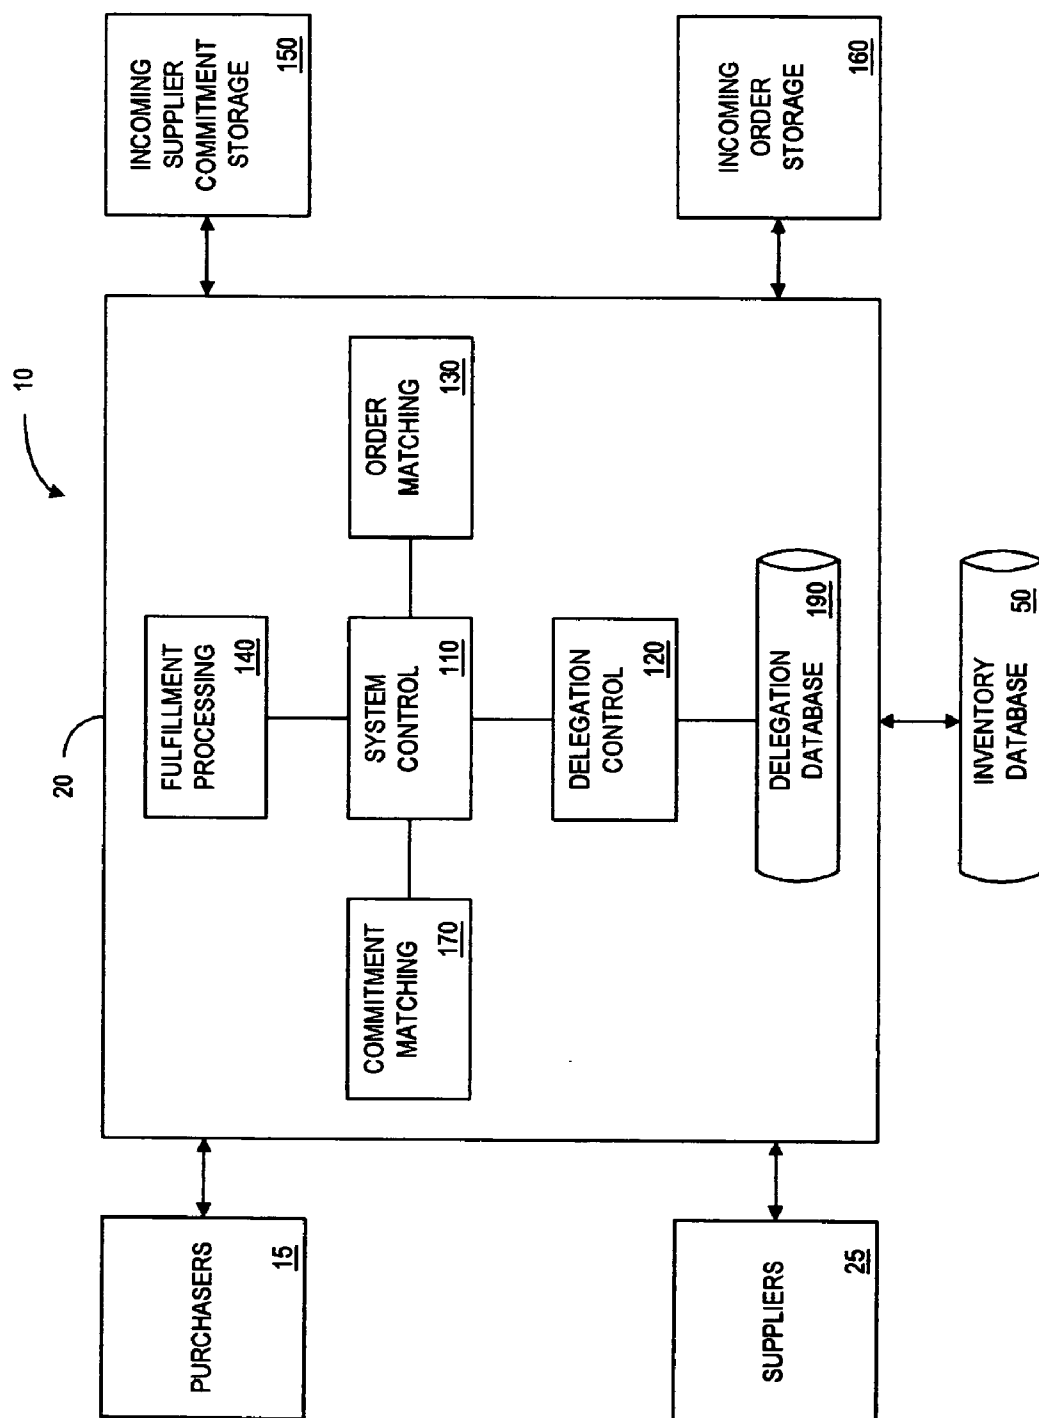 10
20
PURCHASERS
15
SUPPLIERS
25
FULFILLMENT
PROCESSING
140
COMMITMENT
MATCHING
170
SYSTEM
CONTROL
110
ORDER
MATCHING
130
DELEGATION
CONTROL
120
DELEGATION
DATABASE
190
INVENTORY
DATABASE
50
INCOMING
SUPPLIER
COMMITMENT
STORAGE
150
INCOMING
ORDER
STORAGE
160